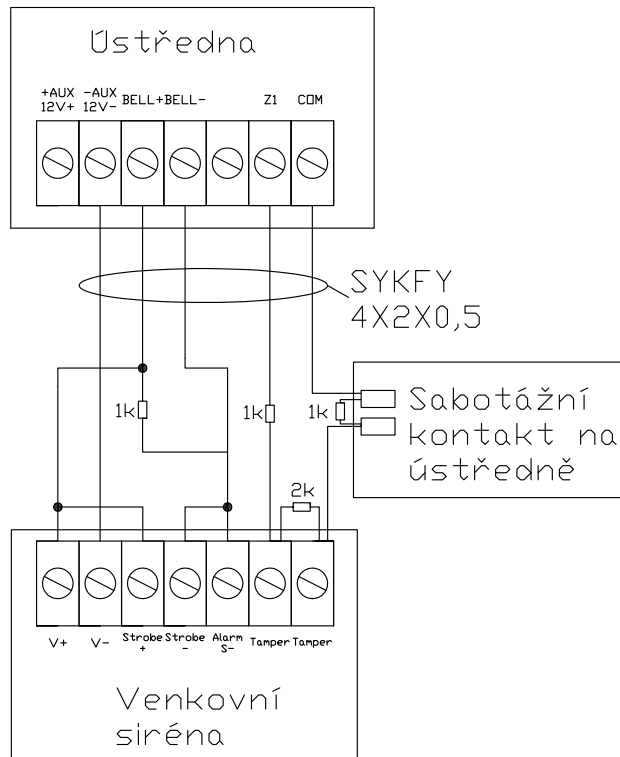 Ústředna
+AUX -AUX
12V+ 12V- BELL+ BELL- Z1 COM
SYKFY
4X2X0,5
1k 1k 1k
Sabotážní
kontakt na
ústředně
2k
V+ V- Strobe Strobe Alarm Tamper Tamper
+ - S-
Venkovní
siréna